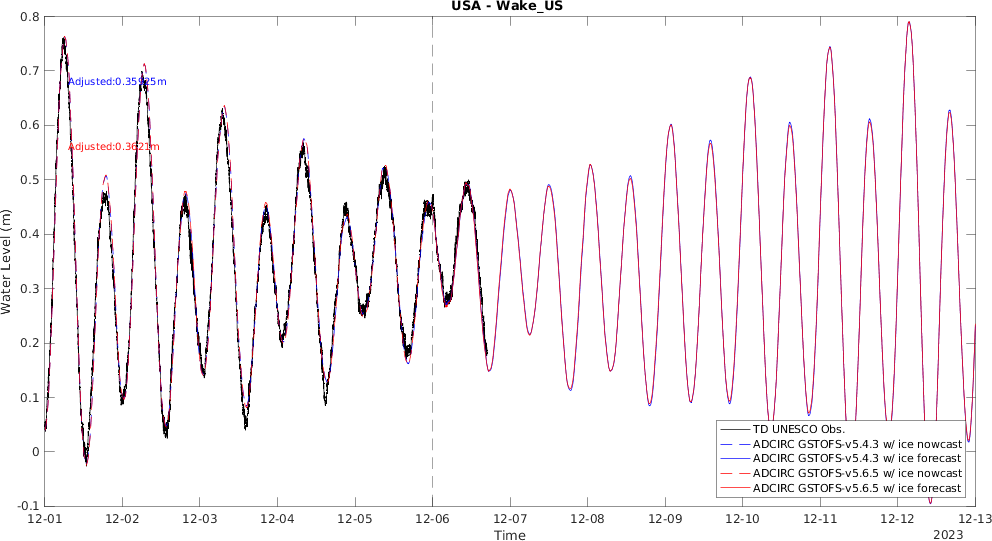 USA - Wake_US
0.8
0.7
0.6
0.5
0.4
0.3
0.2
0.1
0
-0.1
Water Level (m)
Adjusted:0.3621m
TD UNESCO Obs.
ADCIRC GSTOFS-v5.4.3 w/ ice nowcast
ADCIRC GSTOFS-v5.4.3 w/ ice forecast
ADCIRC GSTOFS-v5.6.5 w/ ice nowcast
ADCIRC GSTOFS-v5.6.5 w/ ice forecast
12-01 12-02 12-03 12-04 12-05 12-06 12-07 12-08 12-09 12-10 12-11 12-12 12-13
Time
2023